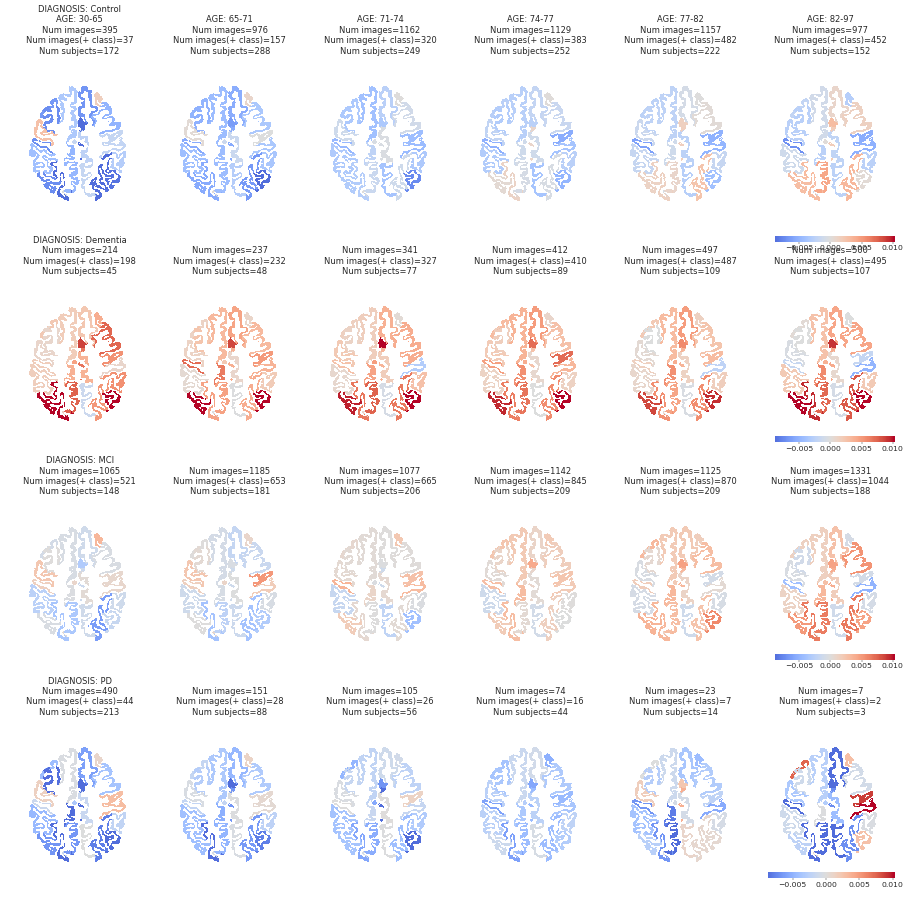 DIAGNOSIS: Control
AGE: 30-65
Num images=395
Num images(+ class)=37
Num subjects=172
AGE: 65-71
Num images=976
Num images(+ class)=157
Num subjects=288
AGE: 71-74
Num images=1162
Num images(+ class)=320
Num subjects=249
AGE: 74-77
Num images=1129
Num images(+ class)=383
Num subjects=252
AGE: 77-82
Num images=1157
Num images(+ class)=482
Num subjects=222
AGE: 82-97
Num images=977
Num images(+ class)=452
Num subjects=152
−0.005 0.000 0.005 0.010
DIAGNOSIS: Dementia
Num images=214
Num images(+ class)=198
Num subjects=45
Num images=237
Num images(+ class)=232
Num subjects=48
Num images=341
Num images(+ class)=327
Num subjects=77
Num images=412
Num images(+ class)=410
Num subjects=89
Num images=497
Num images(+ class)=487
Num subjects=109
Num images=500
Num images(+ class)=495
Num subjects=107
−0.005 0.000 0.005 0.010
DIAGNOSIS: MCI
Num images=1065
Num images(+ class)=521
Num subjects=148
Num images=1185
Num images(+ class)=653
Num subjects=181
Num images=1077
Num images(+ class)=665
Num subjects=206
Num images=1142
Num images(+ class)=845
Num subjects=209
Num images=1125
Num images(+ class)=870
Num subjects=209
Num images=1331
Num images(+ class)=1044
Num subjects=188
−0.005 0.000 0.005 0.010
DIAGNOSIS: PD
Num images=490
Num images(+ class)=44
Num subjects=213
Num images=151
Num images(+ class)=28
Num subjects=88
Num images=105
Num images(+ class)=26
Num subjects=56
Num images=74
Num images(+ class)=16
Num subjects=44
Num images=23
Num images(+ class)=7
Num subjects=14
Num images=7
Num images(+ class)=2
Num subjects=3
−0.005 0.000 0.005 0.010